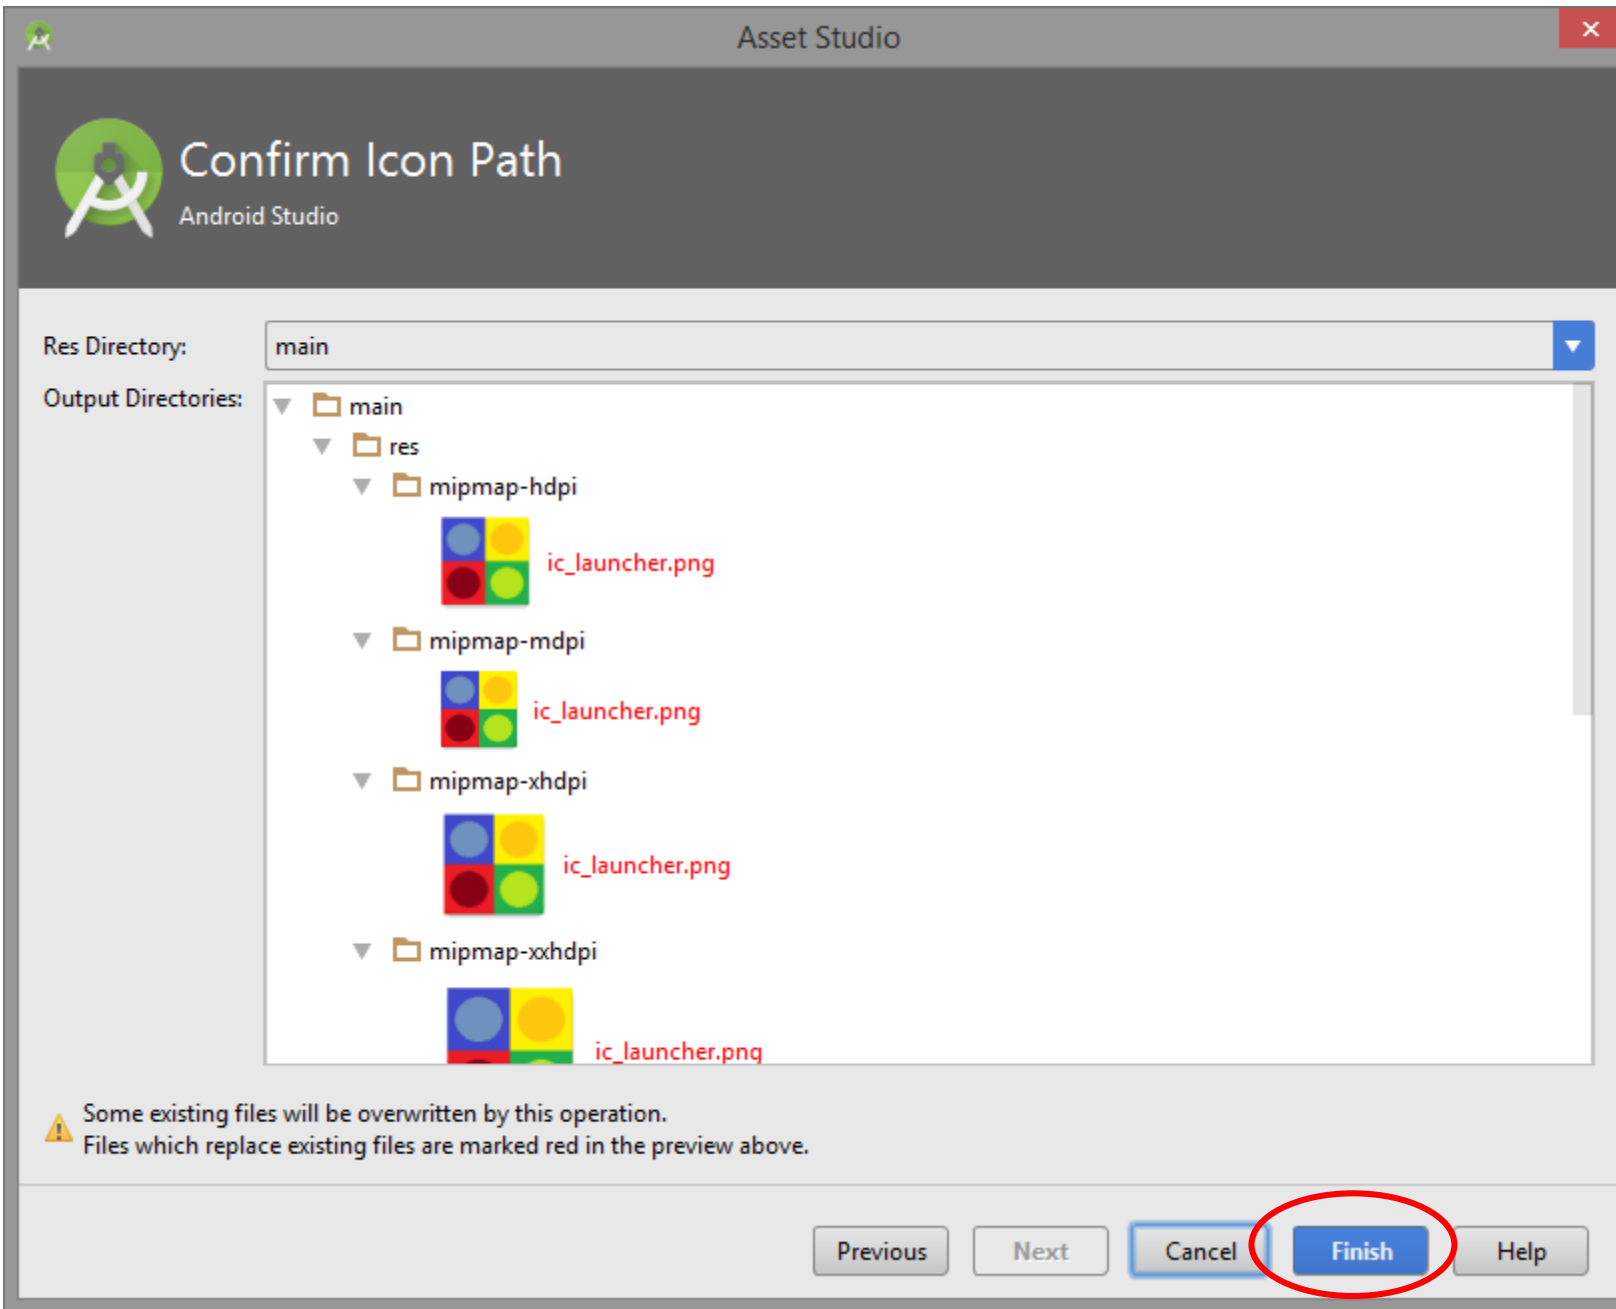 Asset Studio
Confirm Icon Path
Android Studio
Res Directory: main
Output Directories:
main
res
mipmap-hdpi
ic_launcher.png
mipmap-mdpi
ic_launcher.png
mipmap-xhdpi
ic_launcher.png
mipmap-xxhdpi
ic_launcher.png
Some existing files will be overwritten by this operation.
Files which replace existing files are marked red in the preview above.
Previous Next Cancel Finish Help